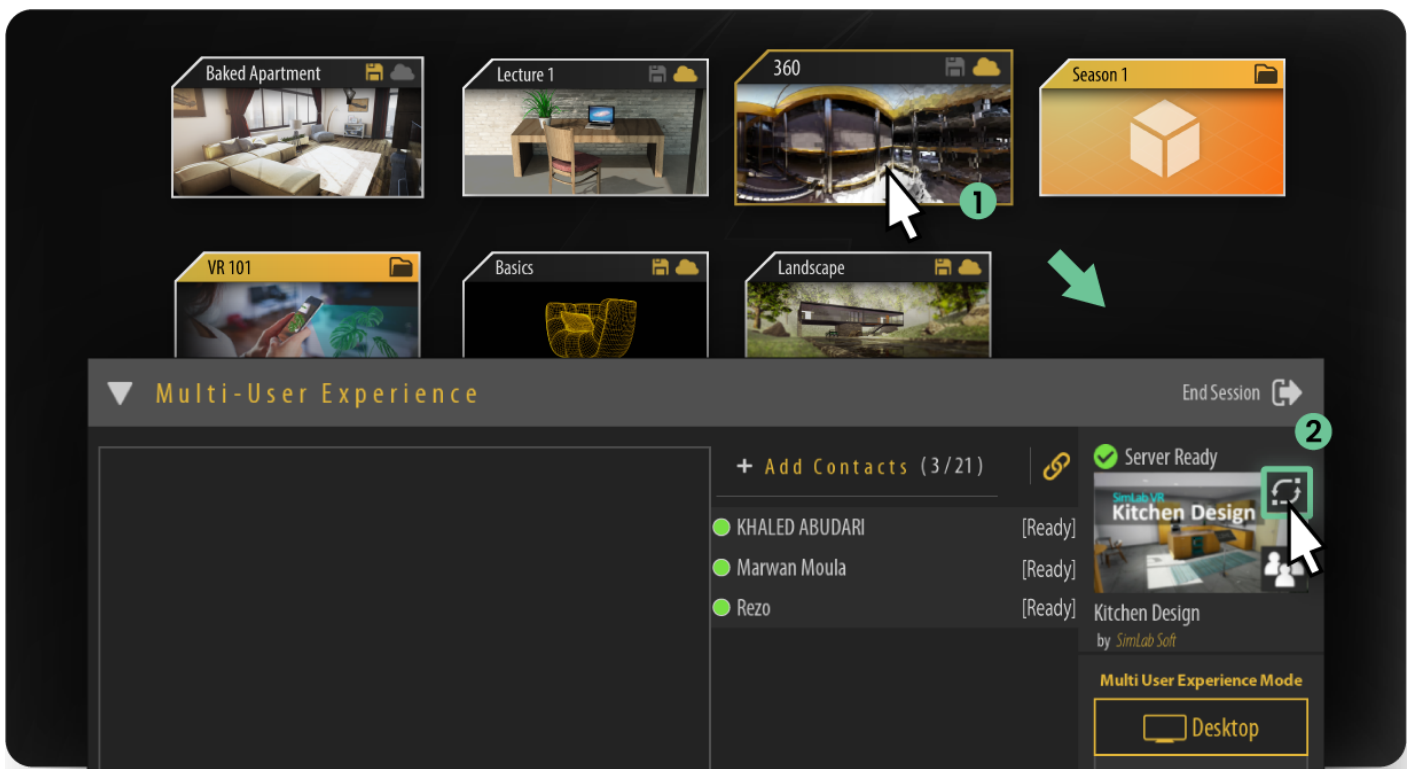 Baked Apartment
Lecture 1
360
Season 1
1
VR 101
Basics
Landscape
Multi-User Experience
End Session
2
+ Add Contacts (3/21)
Server Ready
SimLab VR
Kitchen Design
KHALED ABUDARI [Ready]
Marwan Moula [Ready]
Rezo [Ready]
Kitchen Design
by SimLab Soft
Multi User Experience Mode
Desktop